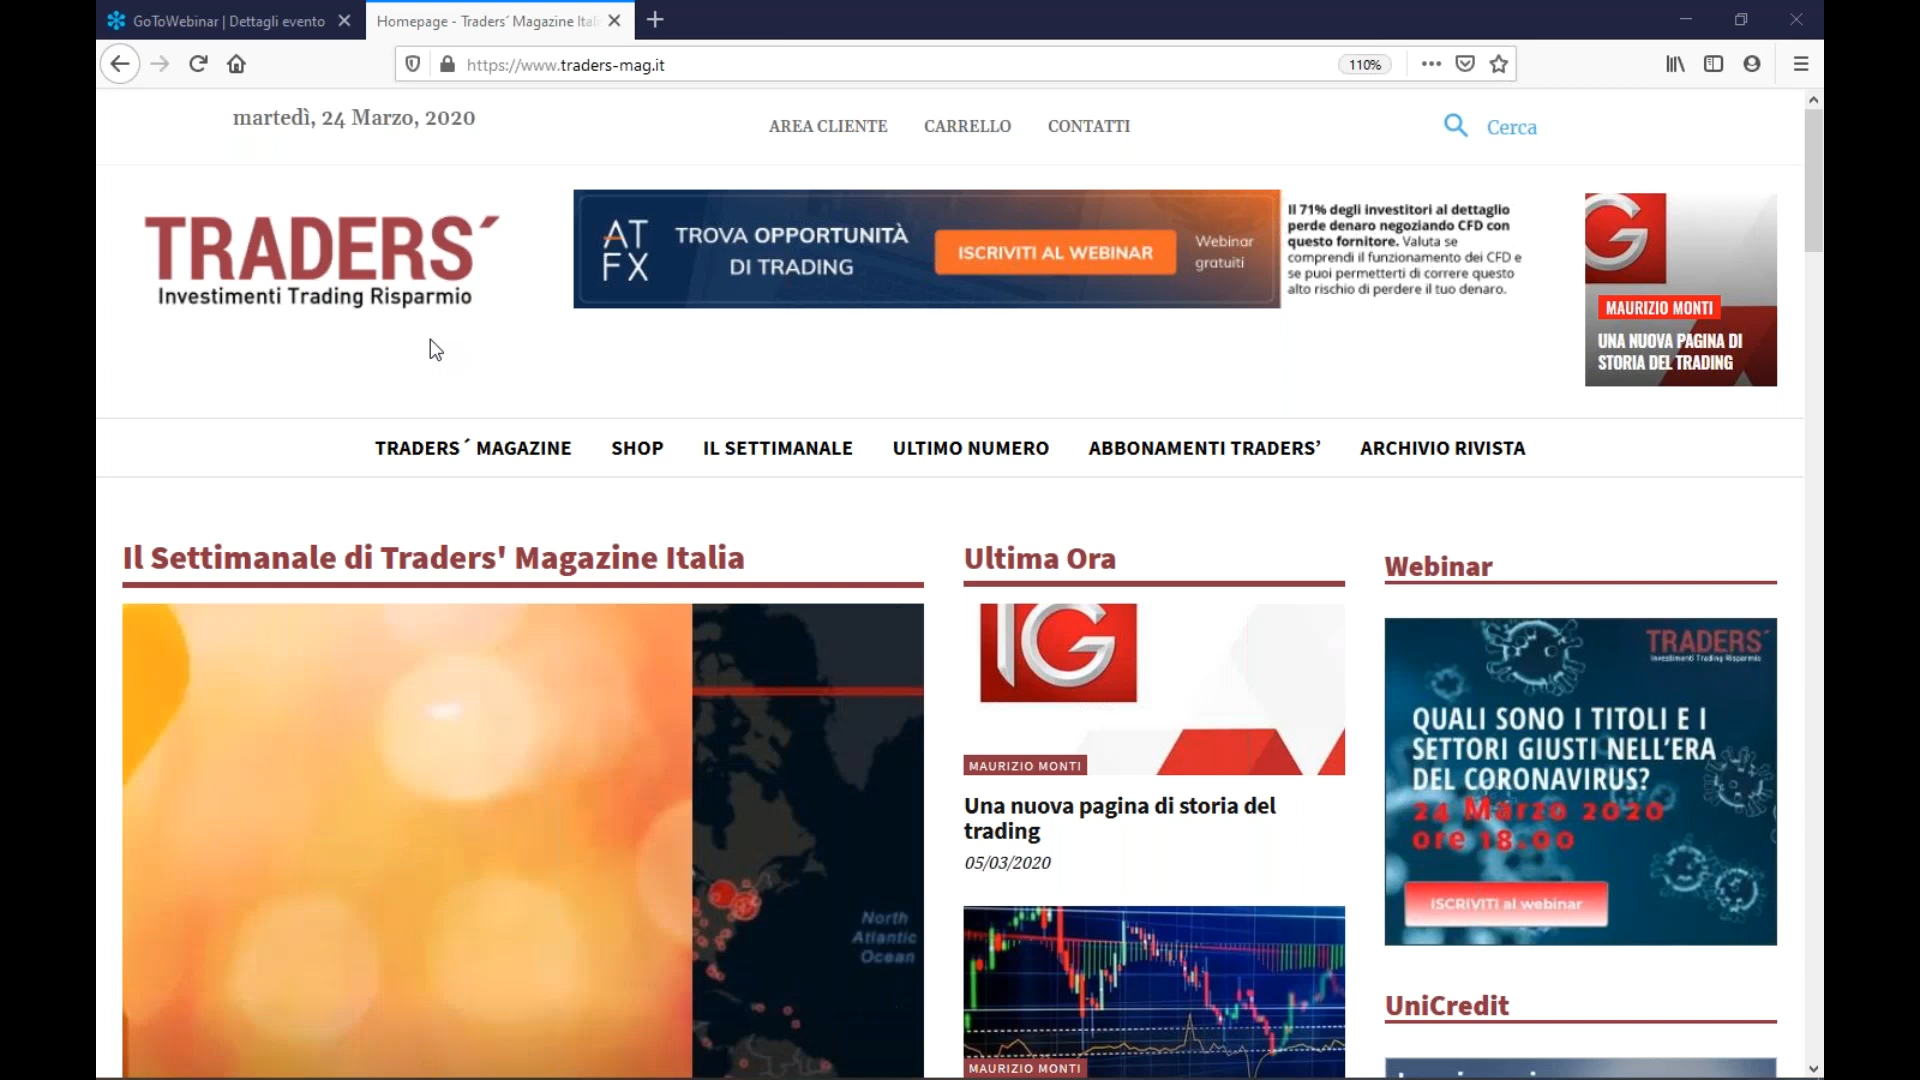 GoToWebinar | Dettagli evento
Homepage - Traders´ Magazine Itali
https://www.traders-mag.it
110%
martedì, 24 Marzo, 2020
AREA CLIENTE
CARRELLO
CONTATTI
Cerca
TRADERS´
Investimenti Trading Risparmio
AT
FX
TROVA OPPORTUNITÀ
DI TRADING
ISCRIVITI AL WEBINAR
Webinar
gratuiti
Il 71% degli investitori al dettaglio
perde denaro negoziando CFD con
questo fornitore. Valuta se
comprendi il funzionamento dei CFD e
se puoi permetterti di correre questo
alto rischio di perdere il tuo denaro.
G
MAURIZIO MONTI
UNA NUOVA PAGINA DI
STORIA DEL TRADING
TRADERS´ MAGAZINE
SHOP
IL SETTIMANALE
ULTIMO NUMERO
ABBONAMENTI TRADERS’
ARCHIVIO RIVISTA
Il Settimanale di Traders' Magazine Italia
North
Atlantic
Ocean
Ultima Ora
IG
MAURIZIO MONTI
Una nuova pagina di storia del
trading
05/03/2020
MAURIZIO MONTI
Webinar
TRADERS´
Investimenti Trading Risparmio
QUALI SONO I TITOLI E I
SETTORI GIUSTI NELL’ERA
DEL CORONAVIRUS?
24 Marzo 2020
ore 18.00
ISCRIVITI al webinar
UniCredit